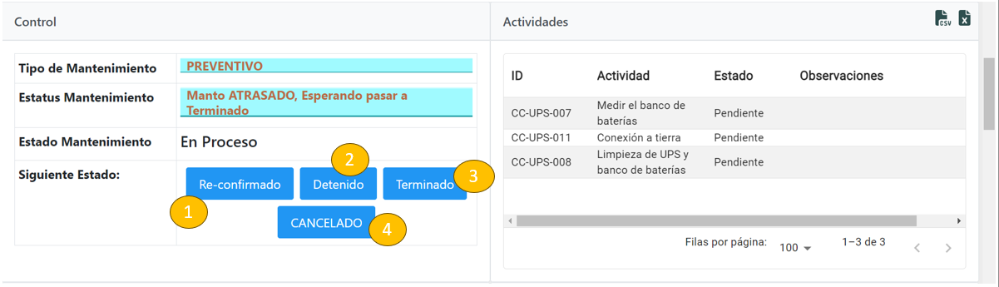 Control
Tipo de Mantenimiento
PREVENTIVO
Estatus Mantenimiento
Manto ATRASADO, Esperando pasar a
Terminado
Estado Mantenimiento
En Proceso
Siguiente Estado:
Re-confirmado
Detenido
Terminado
CANCELADO
1
2
3
4
Actividades
CSV
X
ID Actividad Estado Observaciones
CC-UPS-007 Medir el banco de
baterías Pendiente
CC-UPS-011 Conexión a tierra Pendiente
CC-UPS-008 Limpieza de UPS y
banco de baterías Pendiente
Filas por página: 100 1–3 de 3